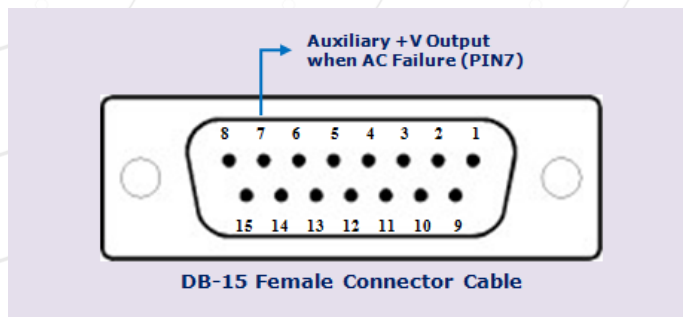 Auxiliary +V Output
when AC Failure (PIN7)
8 7 6 5 4 3 2 1
15 14 13 12 11 10 9
DB-15 Female Connector Cable